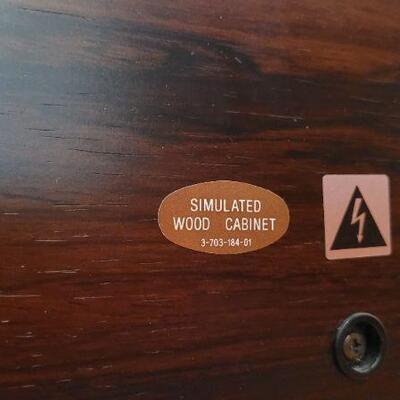 SIMULATED
WOOD CABINET
3-703-184-01